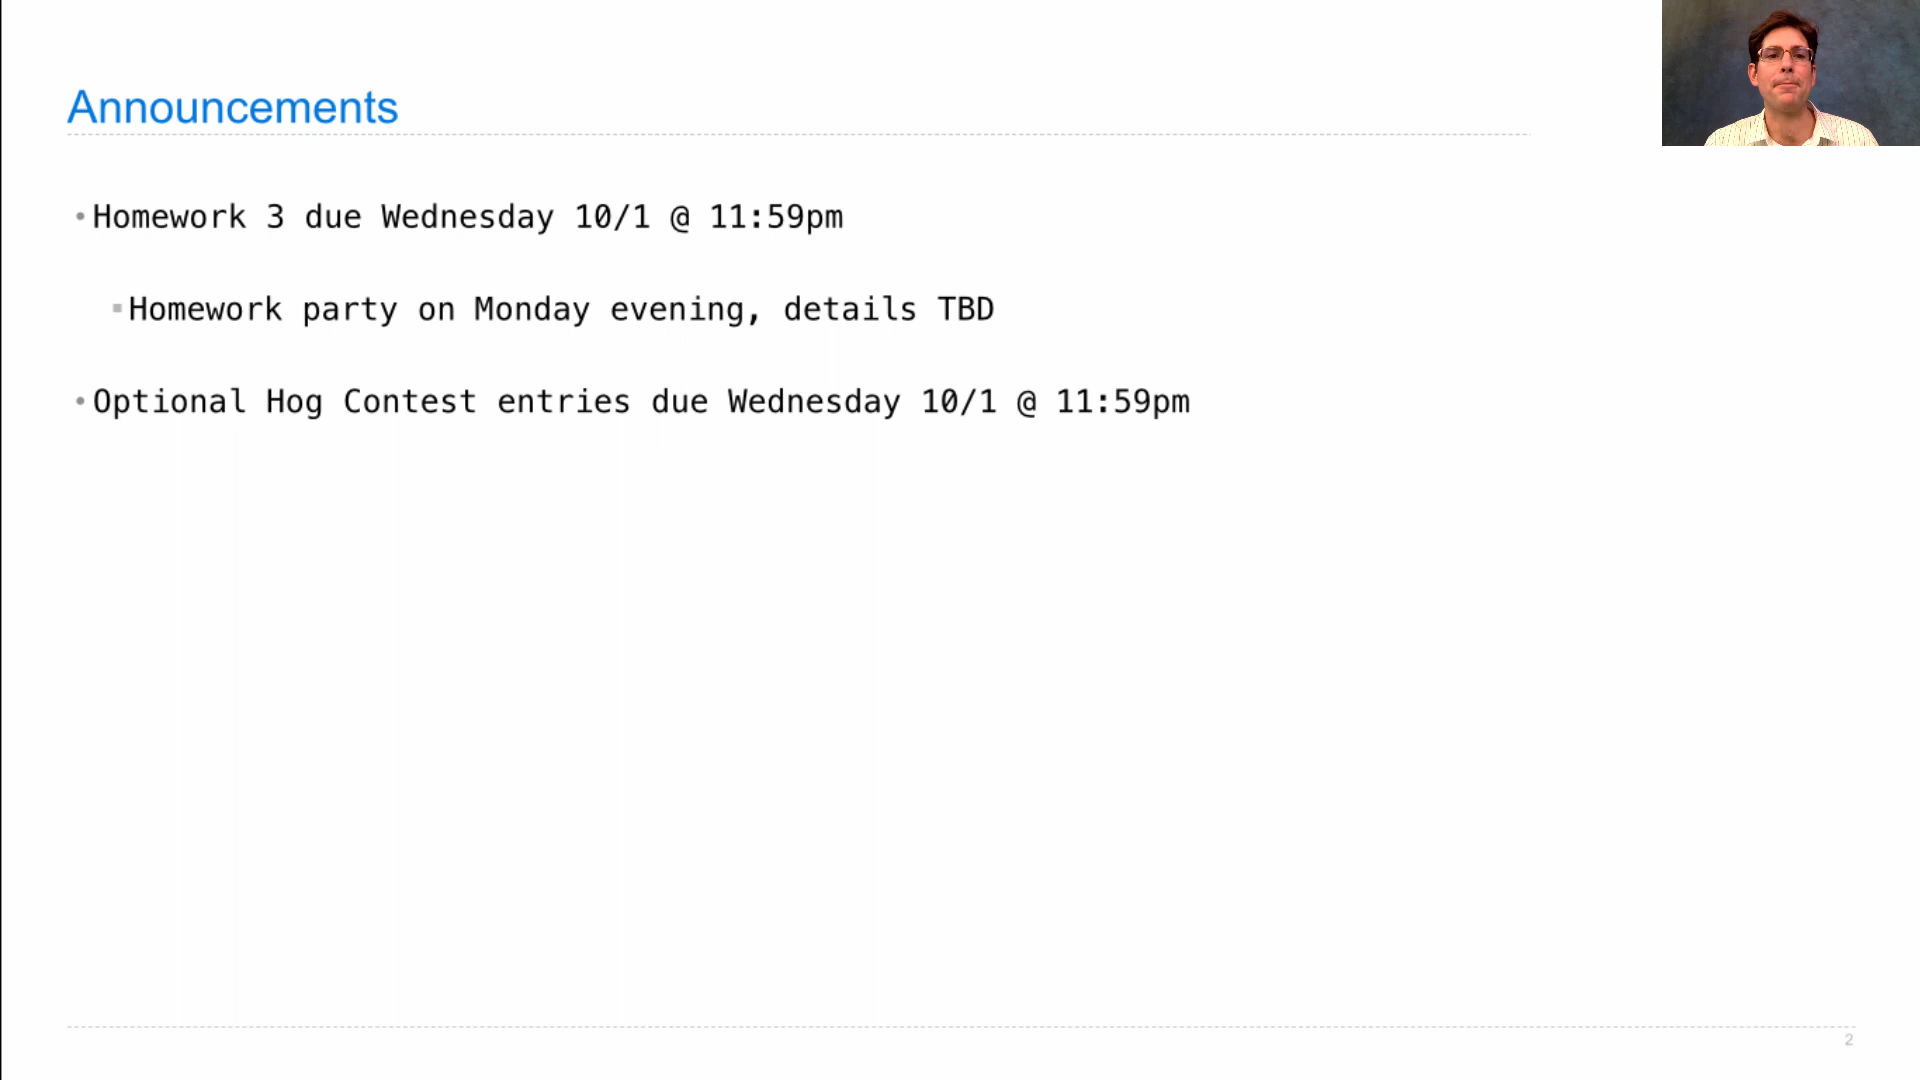 Announcements
•Homework 3 due Wednesday 10/1 @ 11:59pm
▪Homework party on Monday evening, details TBD
•Optional Hog Contest entries due Wednesday 10/1 @ 11:59pm
2